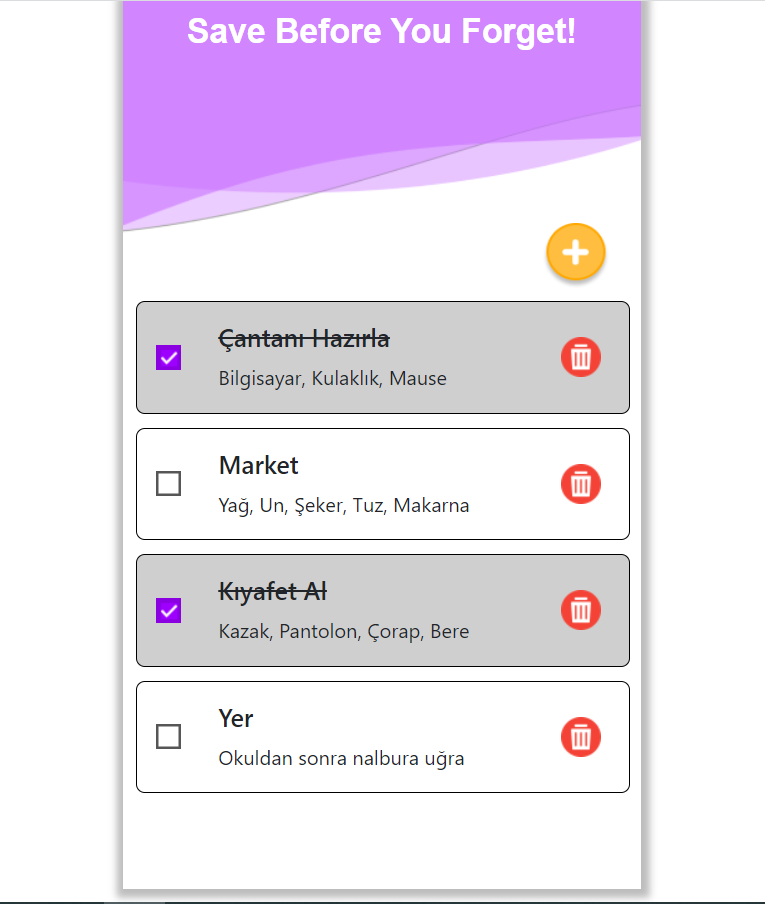 Save Before You Forget!
Çantanı Hazırla
Bilgisayar, Kulaklık, Mause
Market
Yağ, Un, Şeker, Tuz, Makarna
Kıyafet Al
Kazak, Pantolon, Çorap, Bere
Yer
Okuldan sonra nalbura uğra